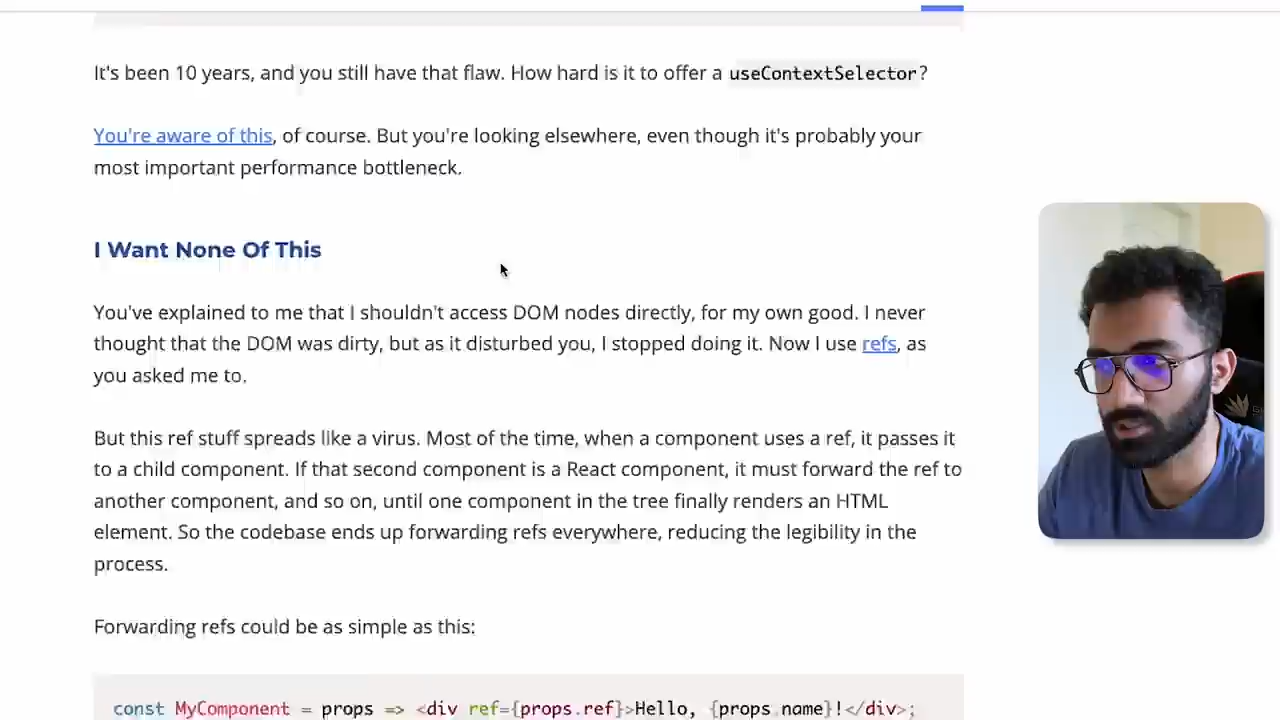 It's been 10 years, and you still have that flaw. How hard is it to offer a useContextSelector?
You're aware of this, of course. But you're looking elsewhere, even though it's probably your
most important performance bottleneck.
I Want None Of This
You've explained to me that I shouldn't access DOM nodes directly, for my own good. I never
thought that the DOM was dirty, but as it disturbed you, I stopped doing it. Now I use refs, as
you asked me to.
But this ref stuff spreads like a virus. Most of the time, when a component uses a ref, it passes it
to a child component. If that second component is a React component, it must forward the ref to
another component, and so on, until one component in the tree finally renders an HTML
element. So the codebase ends up forwarding refs everywhere, reducing the legibility in the
process.
Forwarding refs could be as simple as this:
const MyComponent = props => <div ref={props.ref}>Hello, {props.name}!</div>;